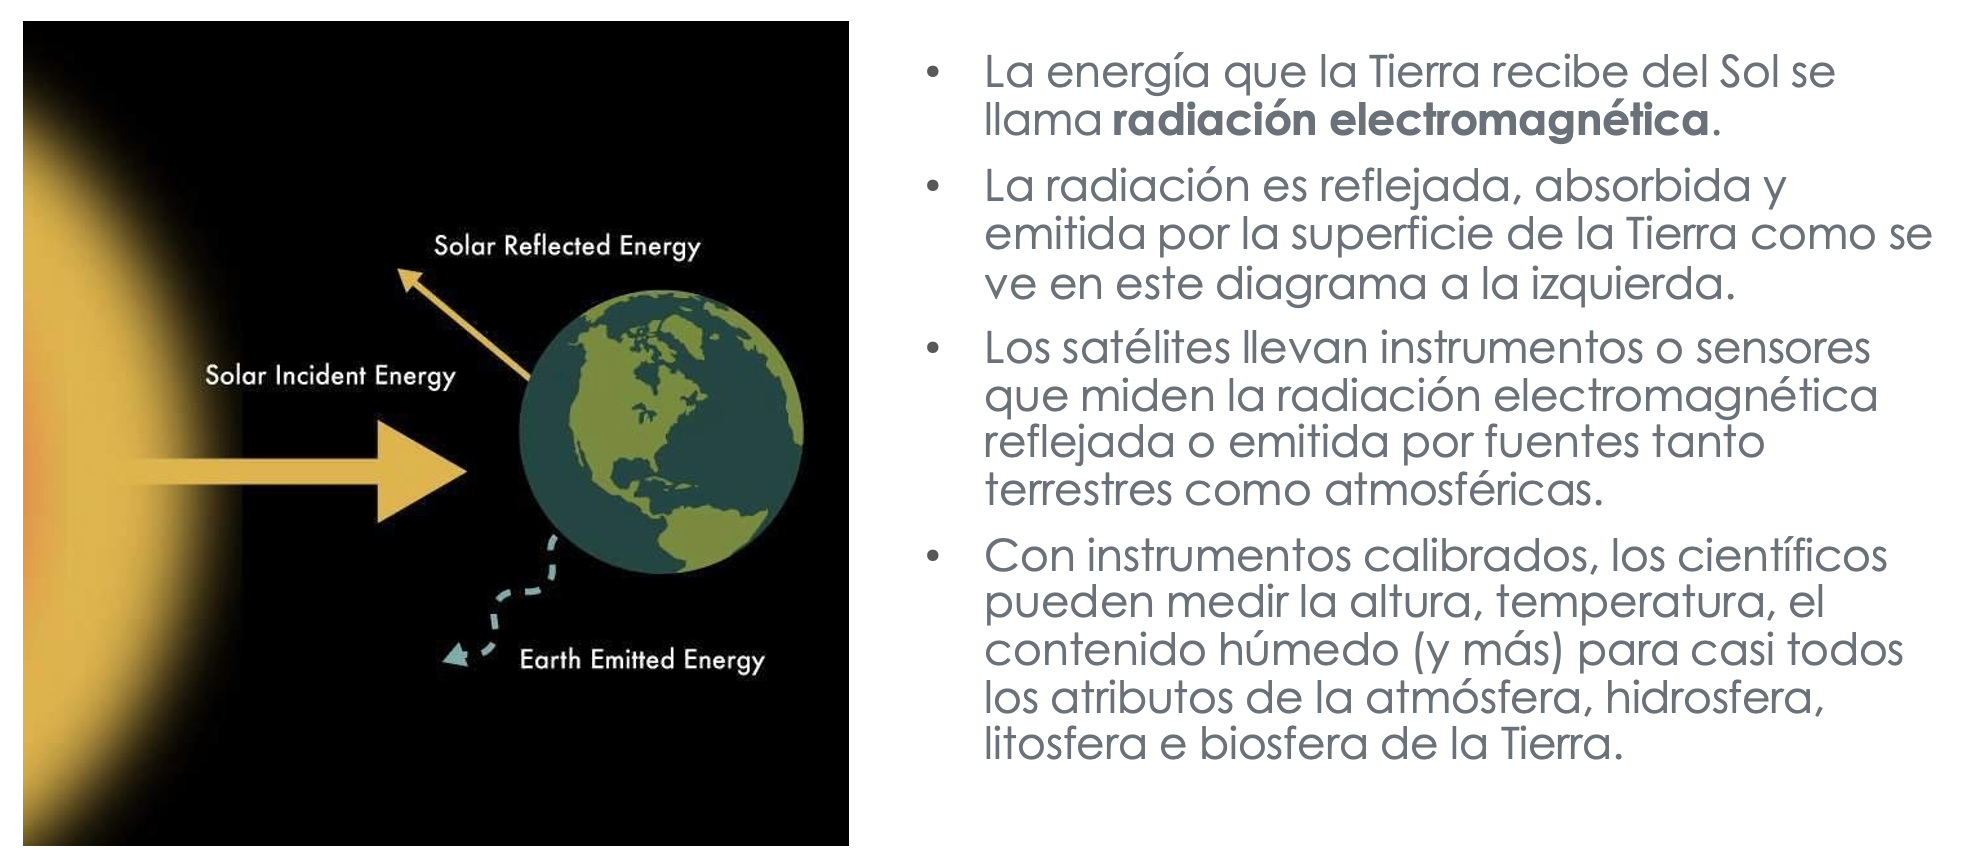 Solar Reflected Energy
Solar Incident Energy
Earth Emitted Energy
• La energía que la Tierra recibe del Sol se
llama radiación electromagnética.
• La radiación es reflejada, absorbida y
emitida por la superficie de la Tierra como se
ve en este diagrama a la izquierda.
• Los satélites llevan instrumentos o sensores
que miden la radiación electromagnética
reflejada o emitida por fuentes tanto
terrestres como atmosféricas.
• Con instrumentos calibrados, los científicos
pueden medir la altura, temperatura, el
contenido húmedo (y más) para casi todos
los atributos de la atmósfera, hidrosfera,
litosfera e biosfera de la Tierra.